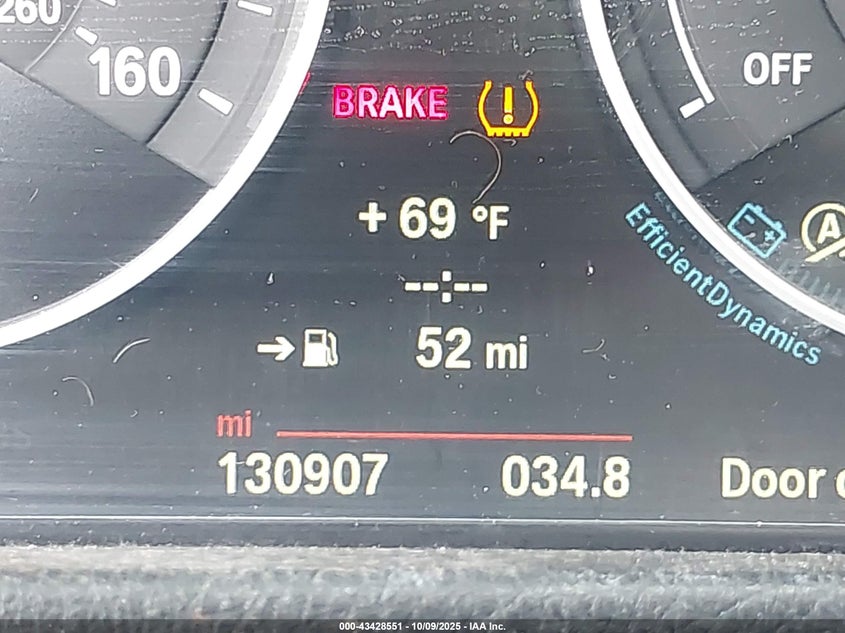 260
160
OFF
BRAKE
+ 69 °F
--:--
EfficientDynamics
A
52 mi
mi
130907 034.8 Door
000-43428551 - 10/09/2025 - IAA Inc.